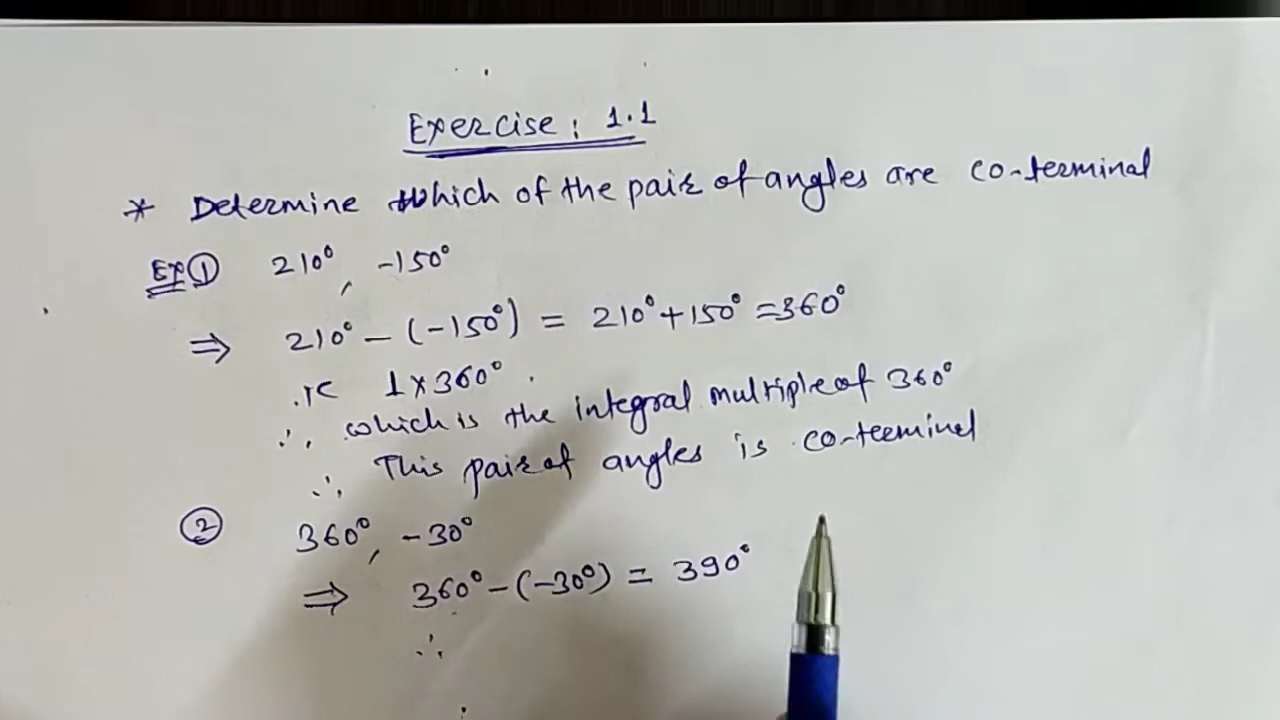 Exercise: 1.1
* Determine which of the pair of angles are co-terminal
Ex① 210°, -150°
⇒ 210° - (-150°) = 210° + 150° = 360°
.ie 1×360°.
∴ which is the integral multiple of 360°
∴ This pair of angles is co-terminal
② 360°, -30°
⇒ 360° - (-30°) = 390°
∴